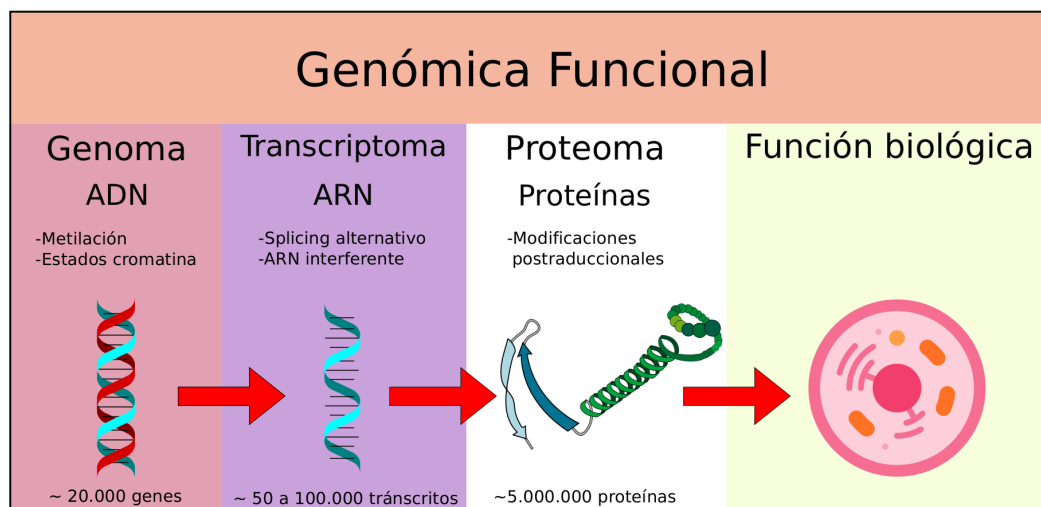 Genómica Funcional
Genoma
ADN
-Metilación
-Estados cromatina
~ 20.000 genes
Transcriptoma
ARN
-Splicing alternativo
-ARN interferente
~ 50 a 100.000 tránscritos
Proteoma
Proteínas
-Modificaciones
postraduccionales
~5.000.000 proteínas
Función biológica